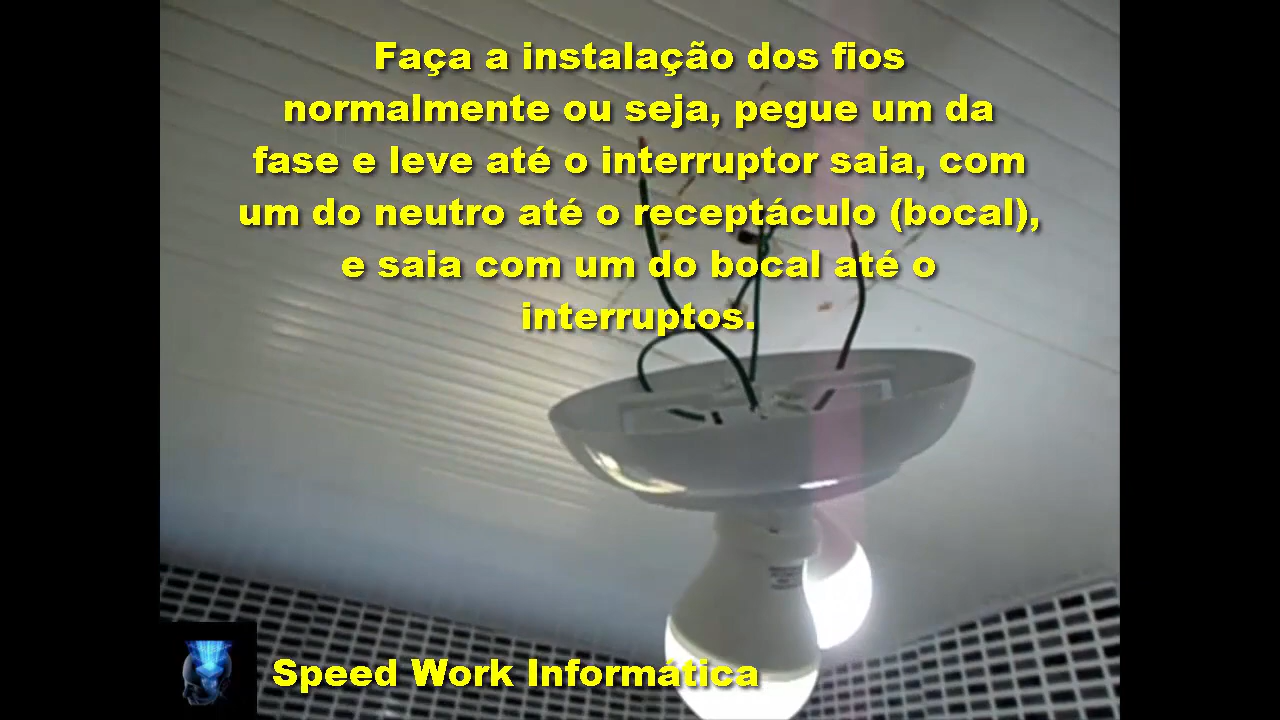 Faça a instalação dos fios
normalmente ou seja, pegue um da
fase e leve até o interruptor saia, com
um do neutro até o receptáculo (bocal),
e saia com um do bocal até o
interruptos.
Speed Work Informática